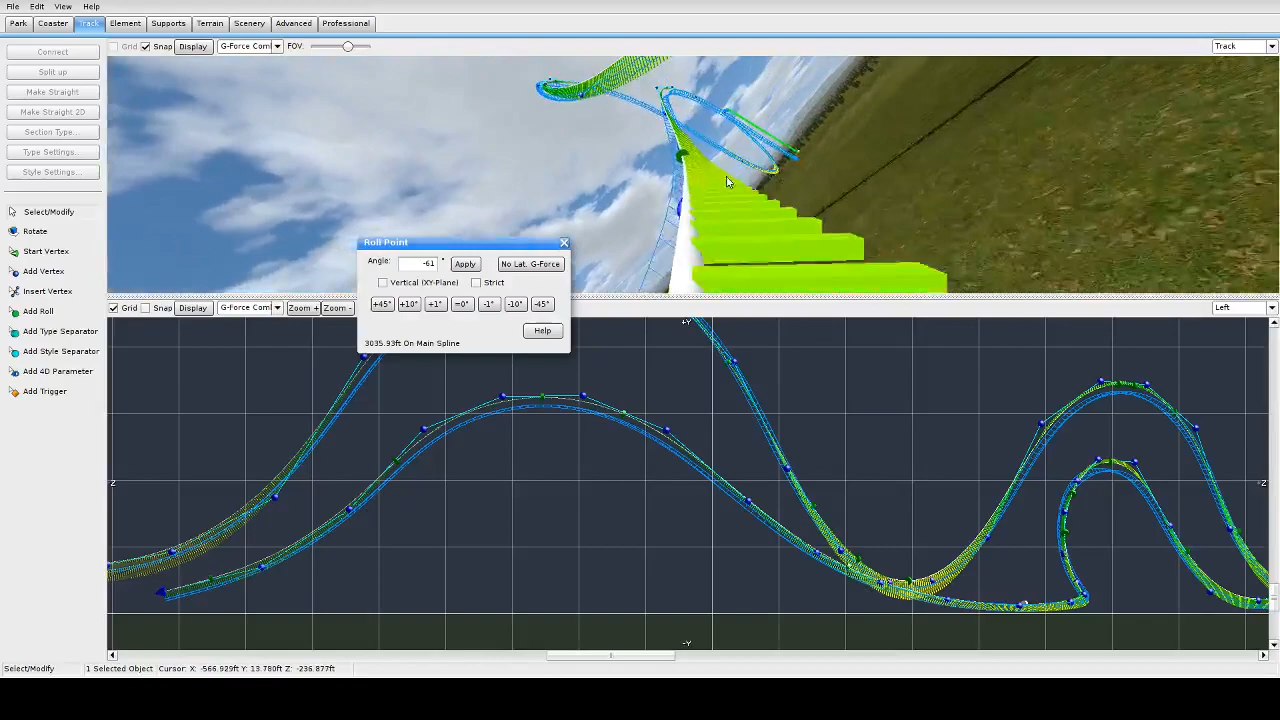 File Edit View Help
Park Coaster Track Element Supports Terrain Scenery Advanced Professional
Grid Snap Display G-Force Com FOV. Track
Connect
Split up
Make Straight
Make Straight 2D
Section Type...
Type Settings...
Style Settings...
Select/Modify
Rotate
Start Vertex
Add Vertex
Insert Vertex
Add Roll
Add Type Separator
Add Style Separator
Add 4D Parameter
Add Trigger
Roll Point
Angle: -61 ° Apply No Lat. G-Force
Vertical (XY-Plane) Strict
+45° +10° +1° =0° -1° -10° -45°
Help
3035.93ft On Main Spline
Grid Snap Display G-Force Com Zoom + Zoom - Left
+Y
Z
Z
-Y
Select/Modify 1 Selected Object Cursor: X: -566.929ft Y: 13.780ft Z: -236.877ft